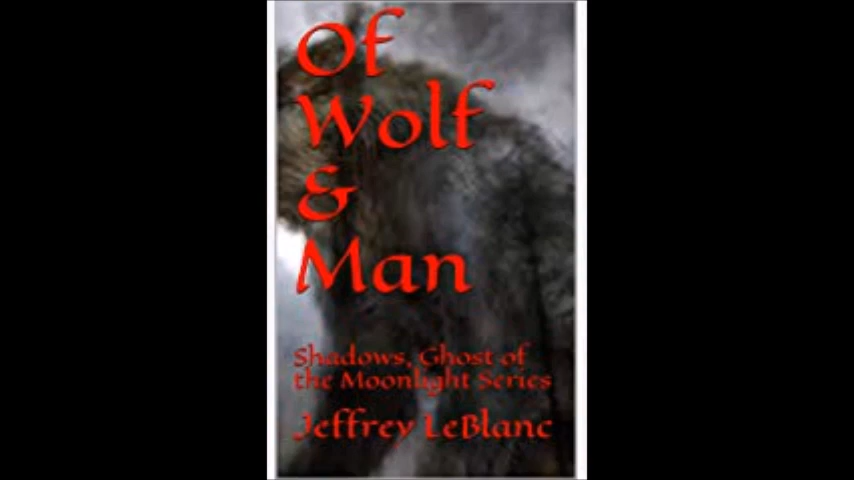 Of
Wolf
&
Man
Shadows, Ghost of
the Moonlight Series
Jeffrey LeBlanc